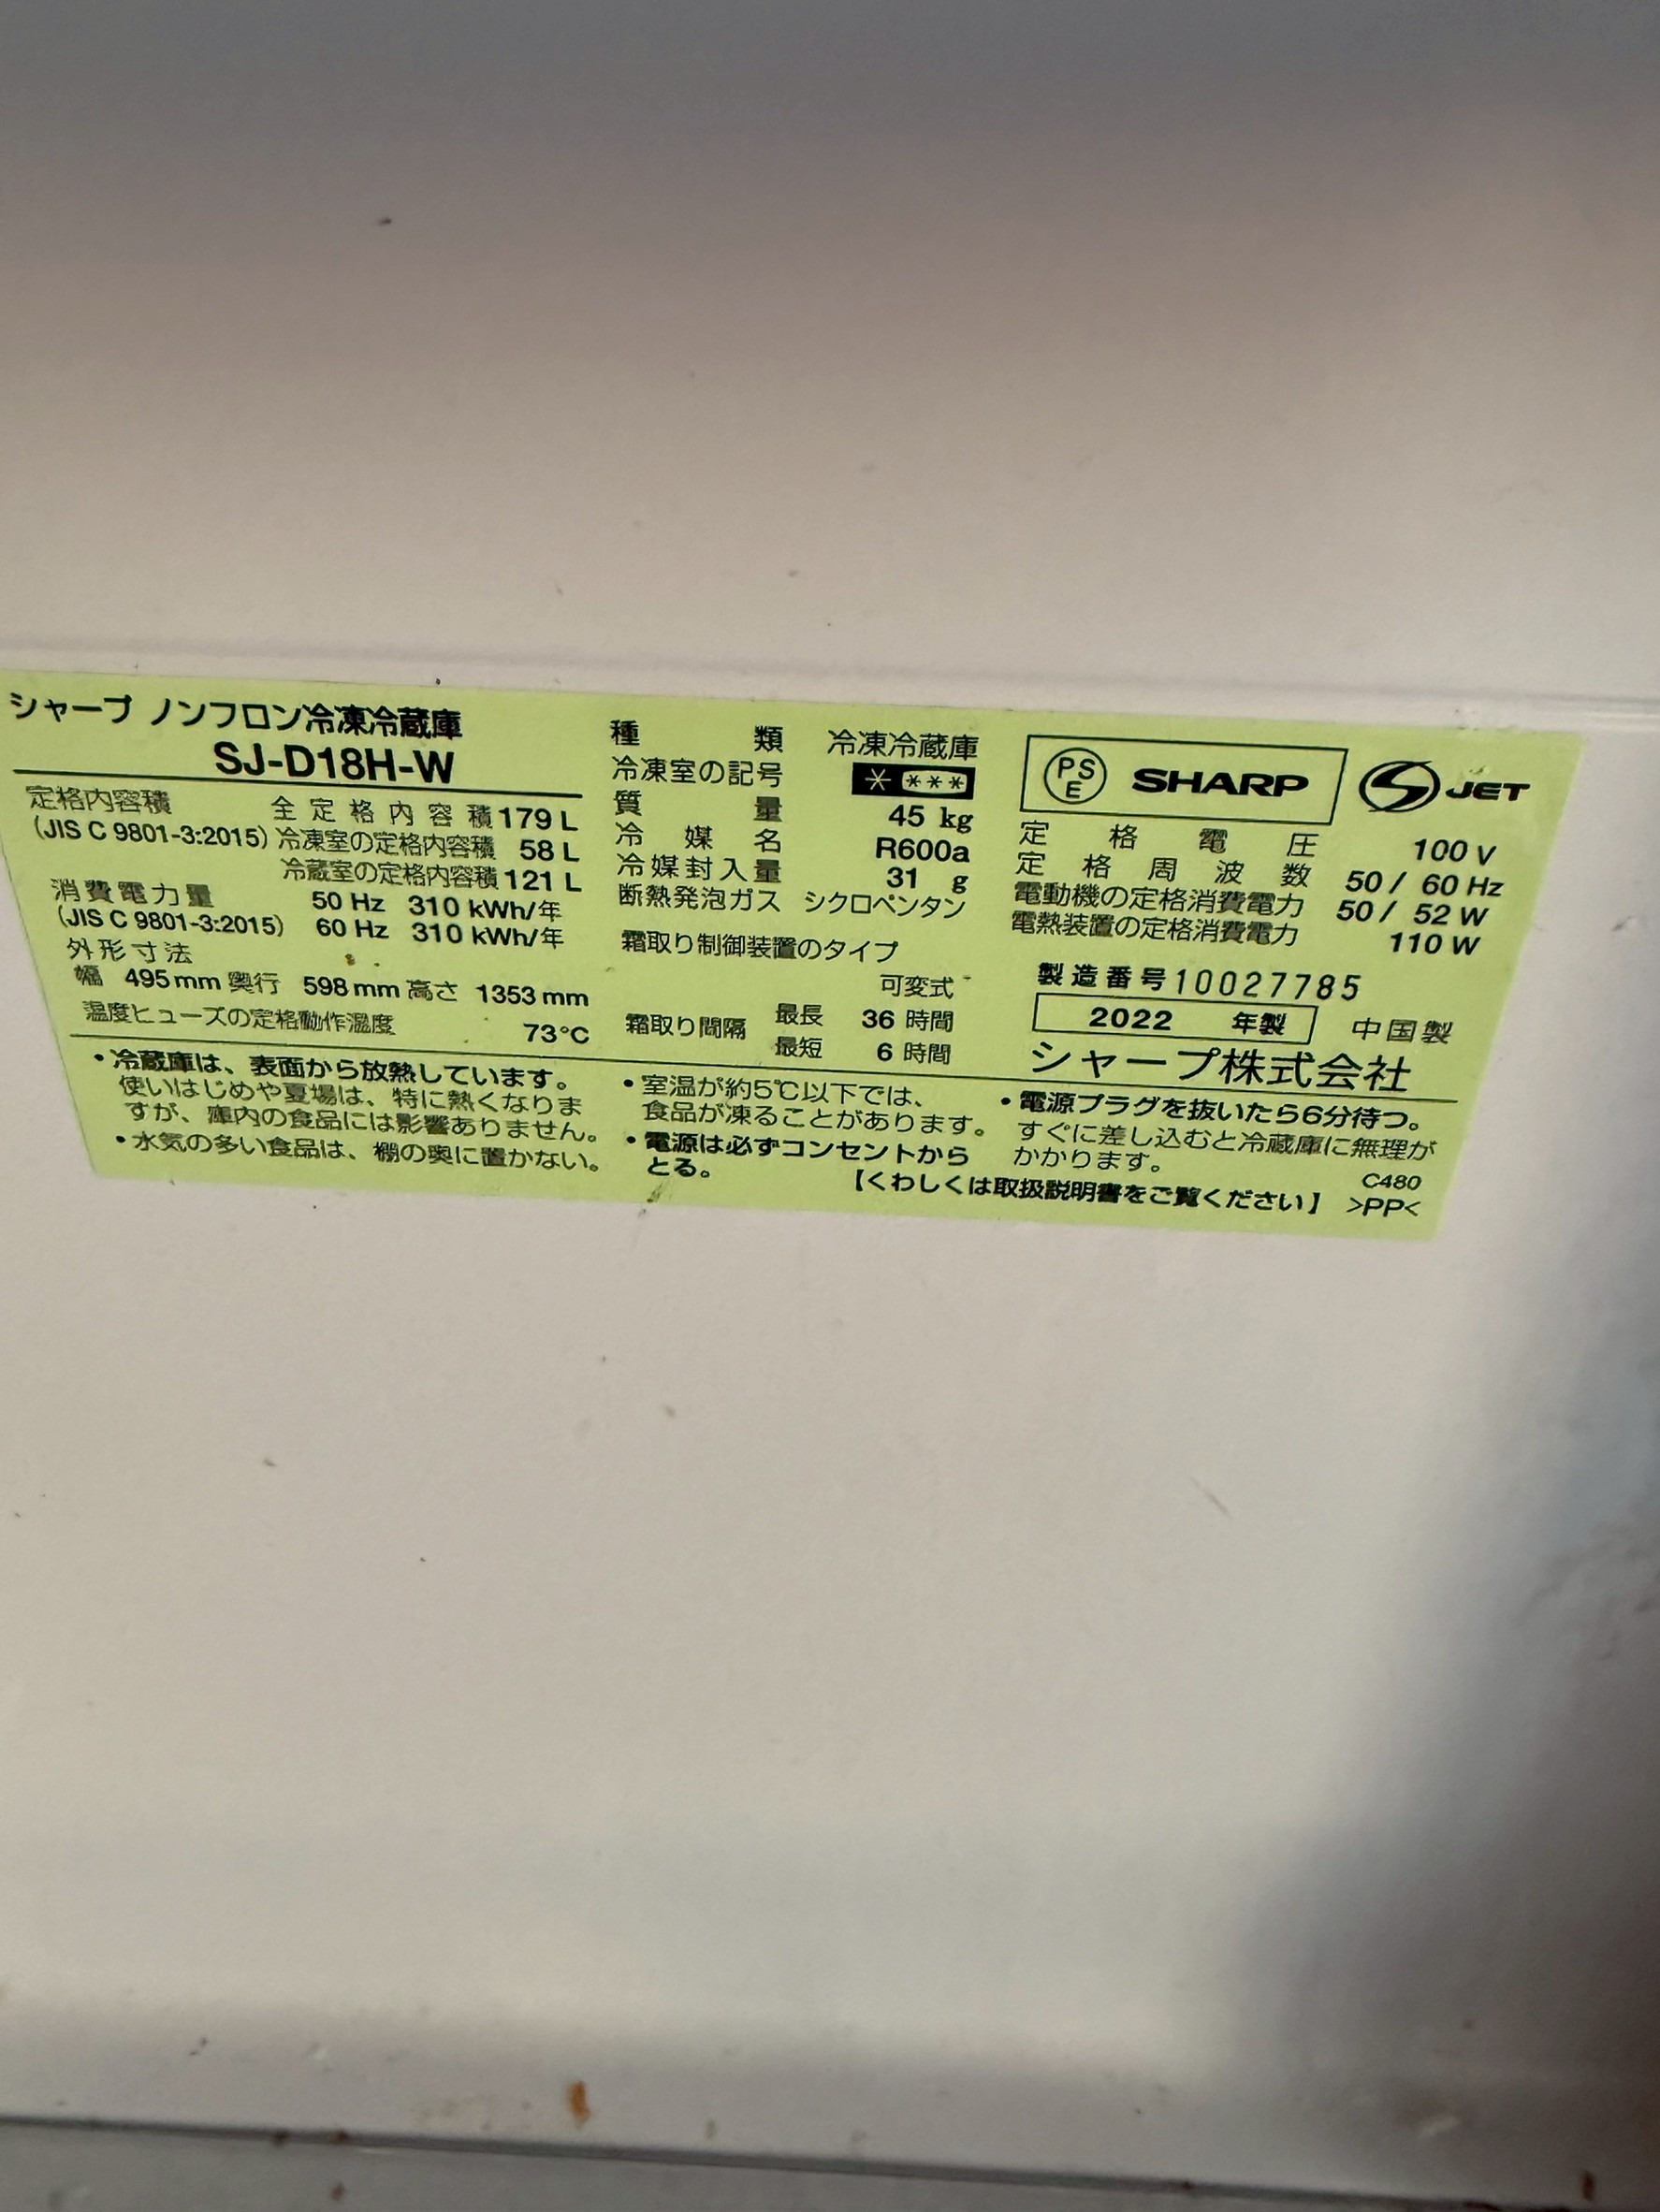 シャープ ノンフロン冷凍冷蔵庫
SJ-D18H-W
定格内容積 全定格内容積 179 L
(JIS C 9801-3:2015) 冷凍室の定格内容積 58 L
冷蔵室の定格内容積 121 L
消費電力量 50 Hz 310 kWh/年
(JIS C 9801-3:2015) 60 Hz 310 kWh/年
外形寸法
幅 495 mm 奥行 598 mm 高さ 1353 mm
温度ヒューズの定格動作温度 73℃
種類 冷凍冷蔵庫
冷凍室の記号 * ***
質量 45 kg
冷媒名 R600a
冷媒封入量 31 g
断熱発泡ガス シクロペンタン
霜取り制御装置のタイプ
可変式
霜取り間隔 最長 36 時間
最短 6 時間
PSE SHARP S JET
定格電圧 100 V
定格周波数 50 / 60 Hz
電動機の定格消費電力 50 / 52 W
電熱装置の定格消費電力 110 W
製造番号 10027785
2022 年製 中国製
シャープ株式会社
・冷蔵庫は、表面から放熱しています。
使いはじめや夏場は、特に熱くなりま
すが、庫内の食品には影響ありません。
・水気の多い食品は、棚の奥に置かない。
・室温が約5℃以下では、
食品が凍ることがあります。
・電源は必ずコンセントから
とる。
・電源プラグを抜いたら6分待つ。
すぐに差し込むと冷蔵庫に無理が
かかります。
C480
【くわしくは取扱説明書をご覧ください】 >PP<